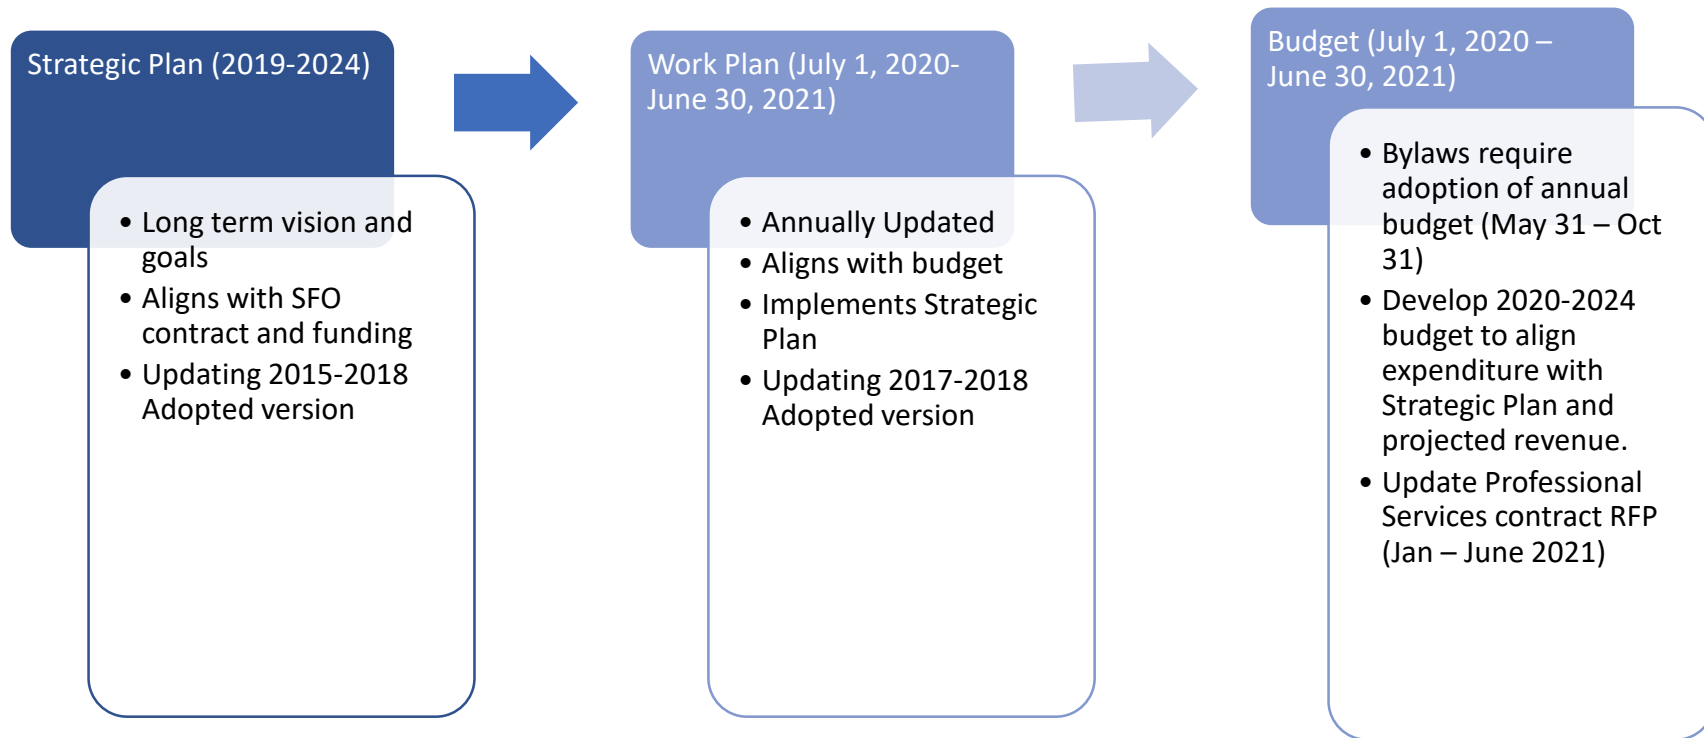 Strategic Plan (2019-2024)
• Long term vision and
goals
• Aligns with SFO
contract and funding
• Updating 2015-2018
Adopted version
Work Plan (July 1, 2020-
June 30, 2021)
• Annually Updated
• Aligns with budget
• Implements Strategic
Plan
• Updating 2017-2018
Adopted version
Budget (July 1, 2020 –
June 30, 2021)
• Bylaws require
adoption of annual
budget (May 31 – Oct
31)
• Develop 2020-2024
budget to align
expenditure with
Strategic Plan and
projected revenue.
• Update Professional
Services contract RFP
(Jan – June 2021)